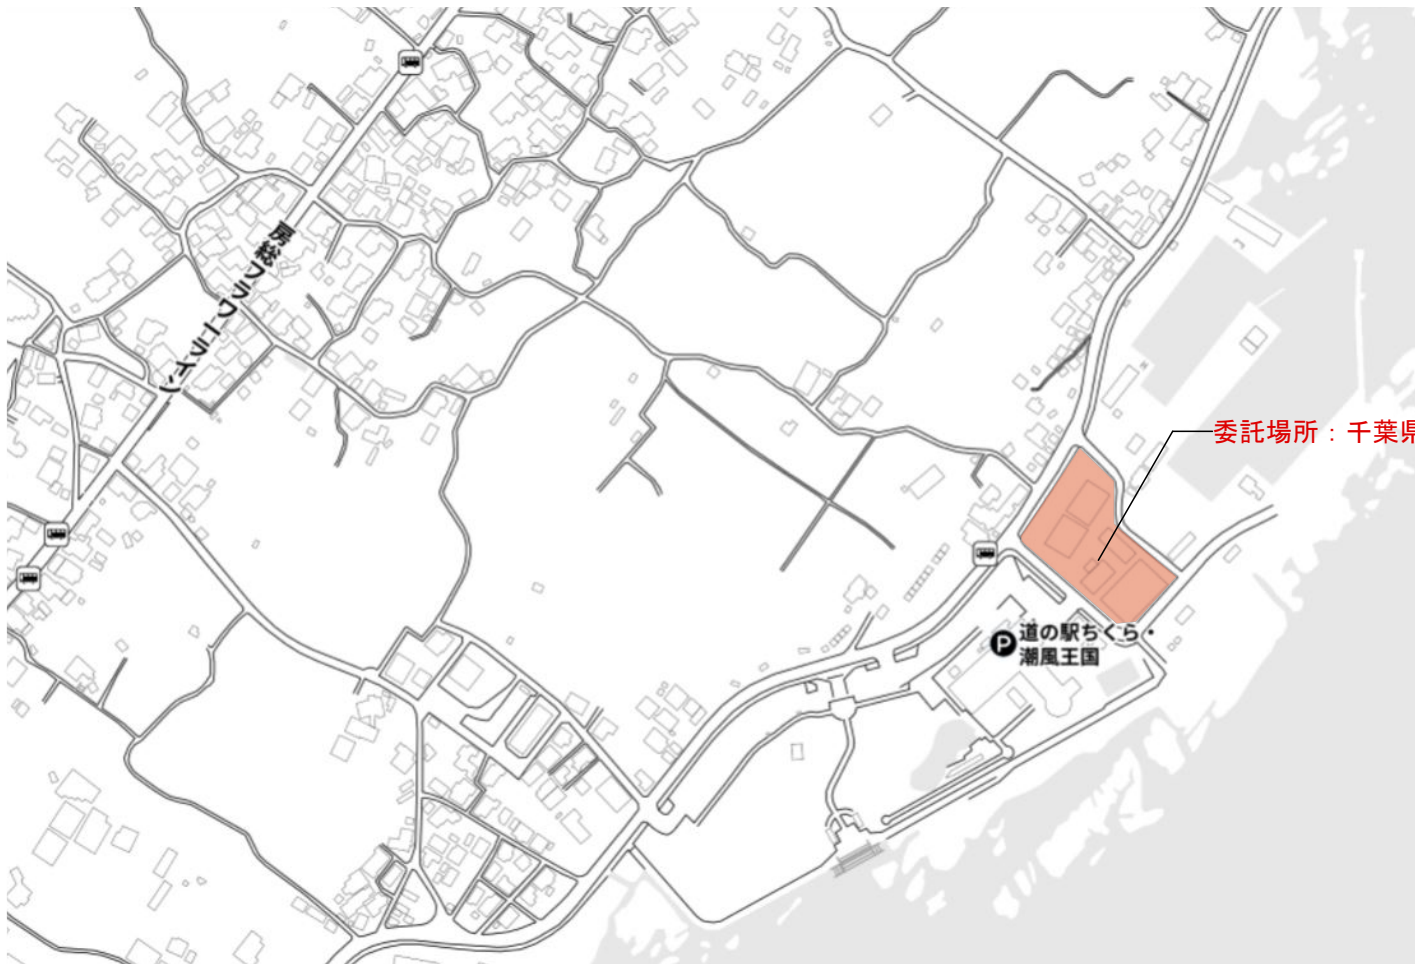 房総フラワーライン
委託場所：千葉県
P
道の駅ちくら・
潮風王国